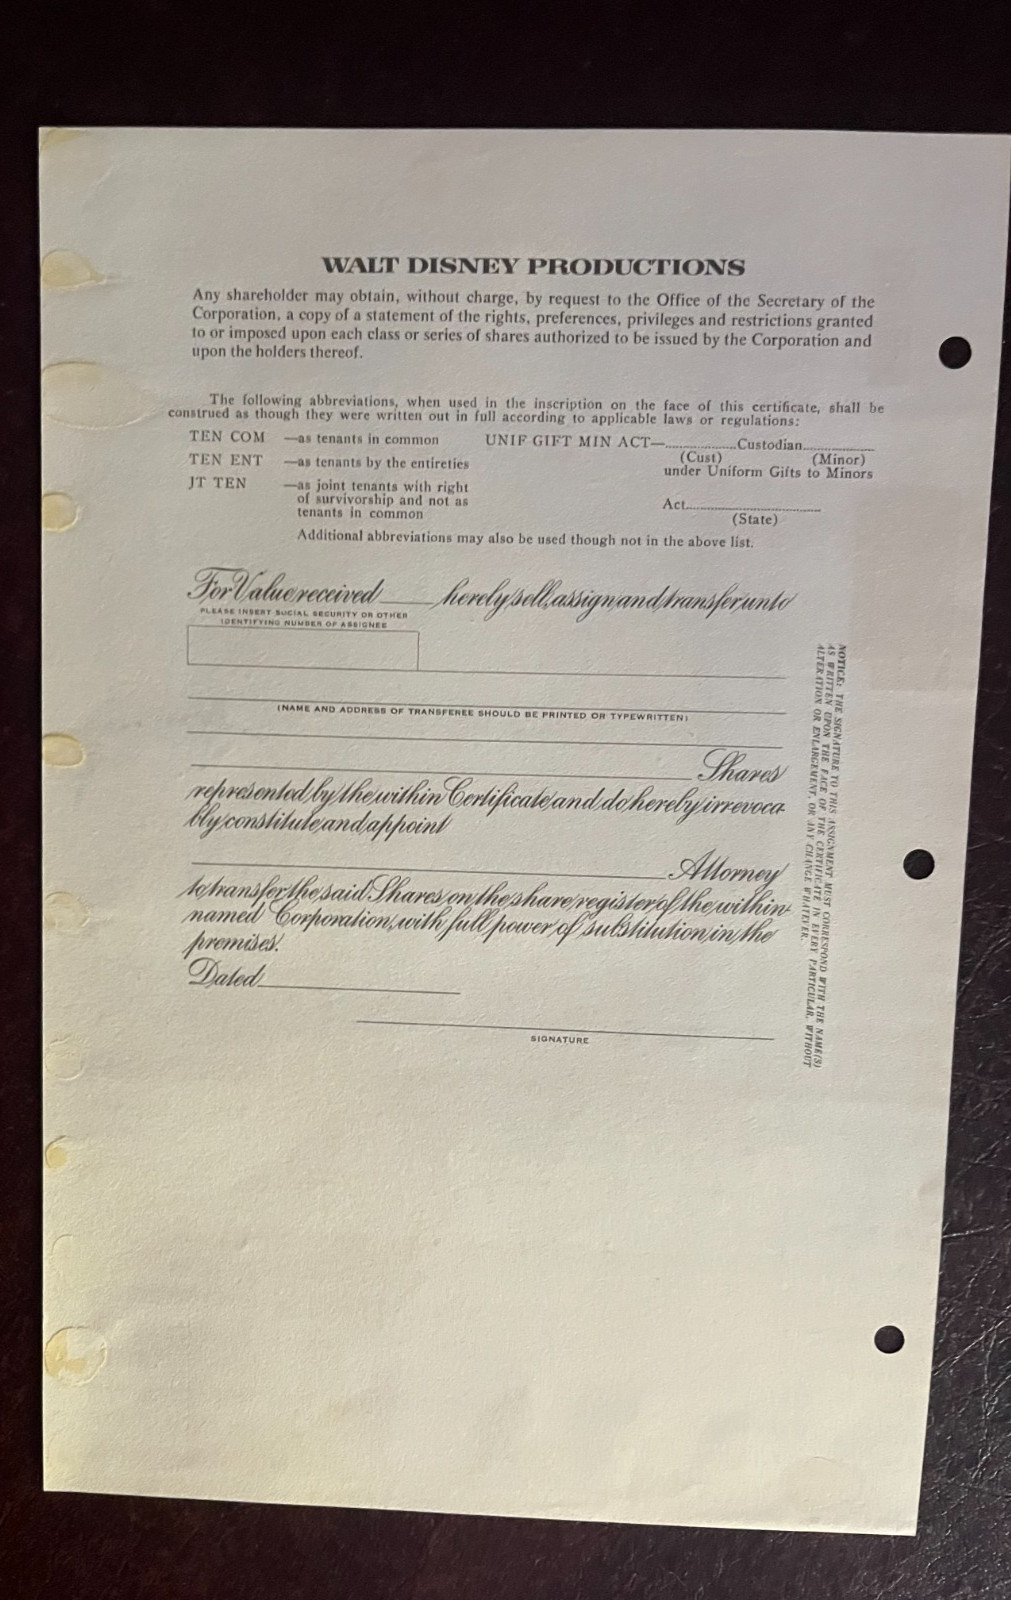 WALT DISNEY PRODUCTIONS
Any shareholder may obtain, without charge, by request to the Office of the Secretary of the
Corporation, a copy of a statement of the rights, preferences, privileges and restrictions granted
to or imposed upon each class or series of shares authorized to be issued by the Corporation and
upon the holders thereof.
The following abbreviations, when used in the inscription on the face of this certificate, shall be
construed as though they were written out in full according to applicable laws or regulations:
TEN COM —as tenants in common UNIF GIFT MIN ACT—....................Custodian....................
(Cust) (Minor)
TEN ENT —as tenants by the entireties
under Uniform Gifts to Minors
JT TEN —as joint tenants with right
of survivorship and not as
tenants in common
Act........................................
(State)
Additional abbreviations may also be used though not in the above list.
For Value received ______ hereby sell, assign and transfer unto
PLEASE INSERT SOCIAL SECURITY OR OTHER
IDENTIFYING NUMBER OF ASSIGNEE
(NAME AND ADDRESS OF TRANSFEREE SHOULD BE PRINTED OR TYPEWRITTEN)
Shares
represented by the within Certificate and do hereby irrevoca-
bly constitute and appoint
Attorney
to transfer the said Shares on the share register of the within-
named Corporation, with full power of substitution in the
premises.
Dated
SIGNATURE
NOTICE: THE SIGNATURE TO THIS ASSIGNMENT MUST CORRESPOND WITH THE NAME(S)
AS WRITTEN UPON THE FACE OF THE CERTIFICATE IN EVERY PARTICULAR, WITHOUT
ALTERATION OR ENLARGEMENT, OR ANY CHANGE WHATEVER.